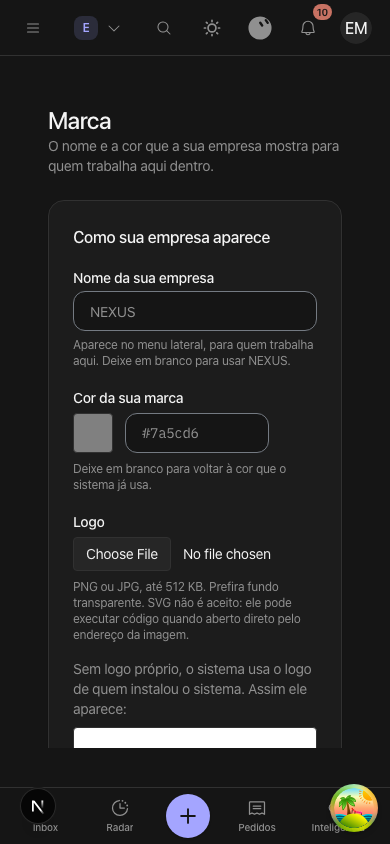 E
10
EM
Marca
O nome e a cor que a sua empresa mostra para
quem trabalha aqui dentro.
Como sua empresa aparece
Nome da sua empresa
NEXUS
Aparece no menu lateral, para quem trabalha
aqui. Deixe em branco para usar NEXUS.
Cor da sua marca
#7a5cd6
Deixe em branco para voltar à cor que o
sistema já usa.
Logo
Choose File No file chosen
PNG ou JPG, até 512 KB. Prefira fundo
transparente. SVG não é aceito: ele pode
executar código quando aberto direto pelo
endereço da imagem.
Sem logo próprio, o sistema usa o logo
de quem instalou o sistema. Assim ele
aparece:
N
Inbox Radar Pedidos